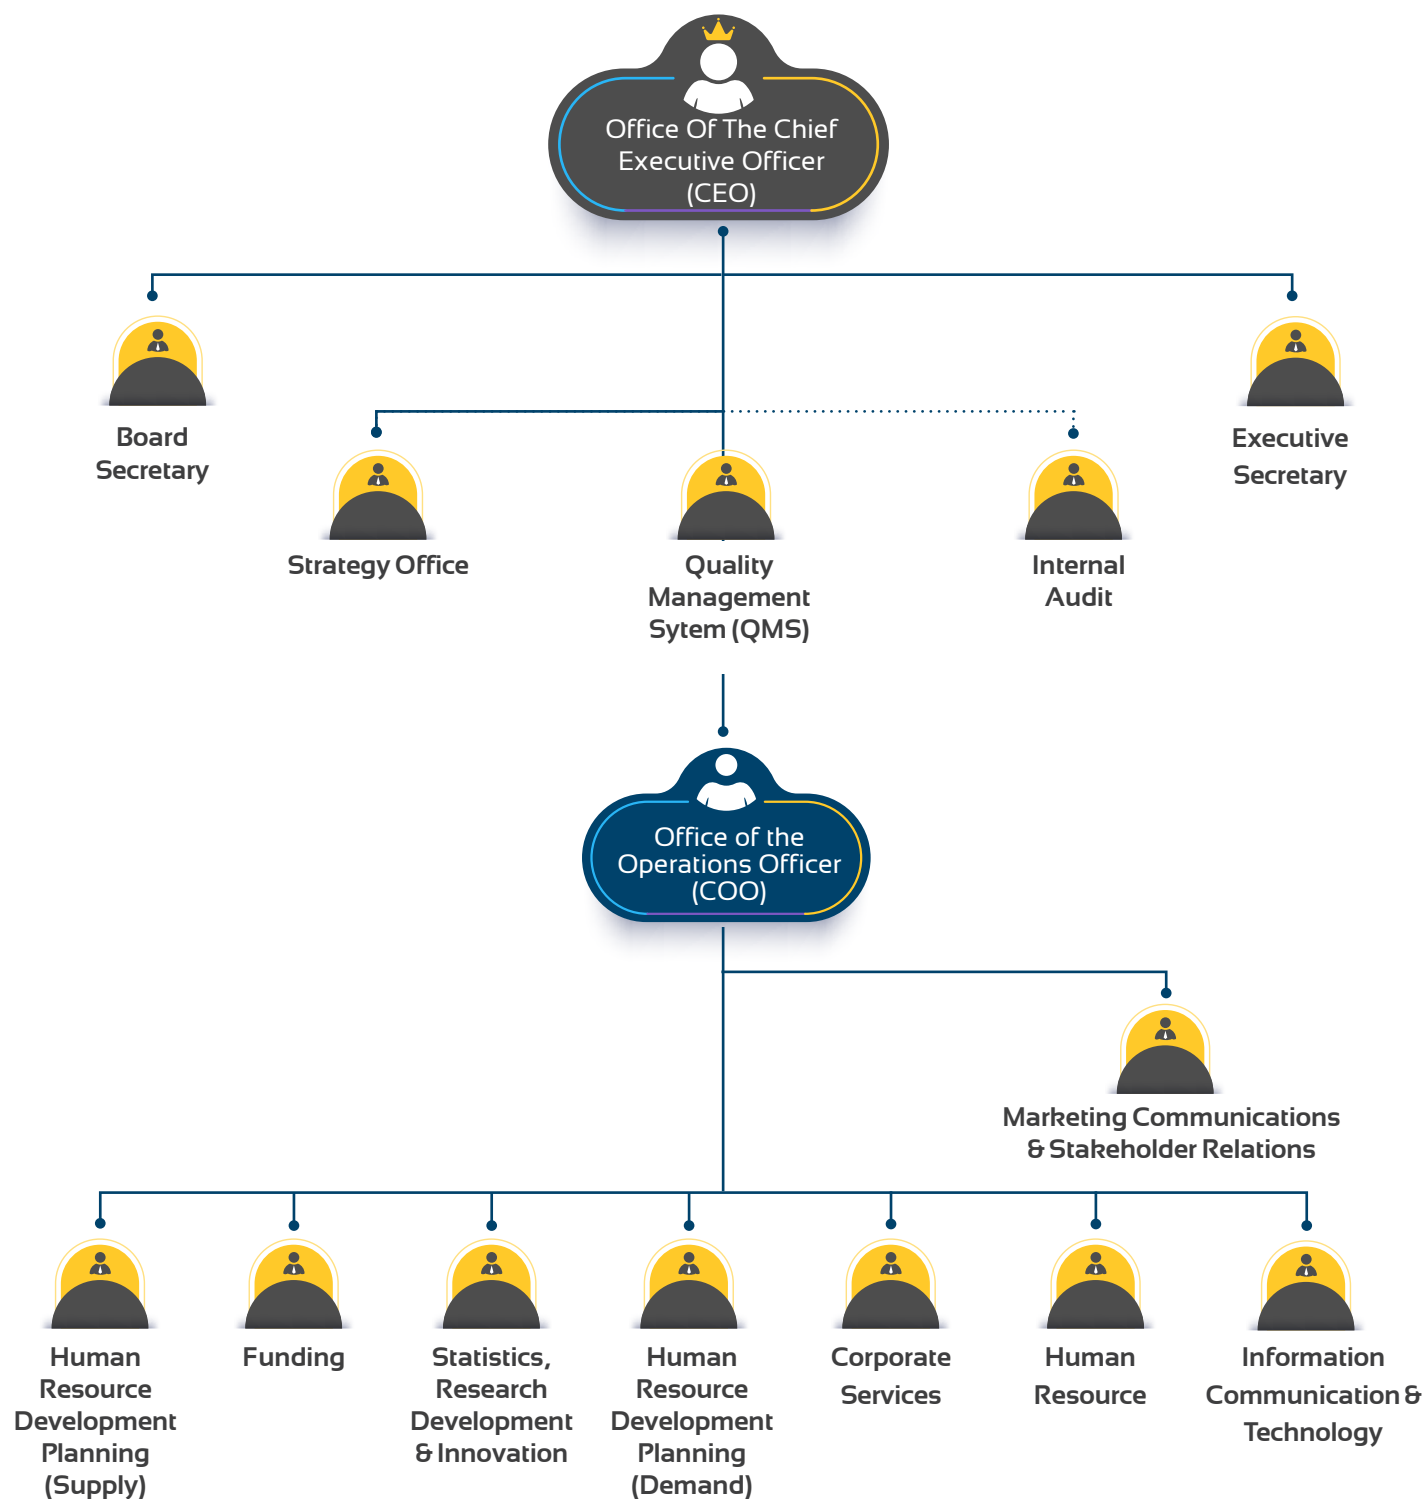 Office Of The Chief
Executive Officer
(CEO)
Board
Secretary
Executive
Secretary
Strategy Office
Quality
Management
Sytem (QMS)
Internal
Audit
Office of the
Operations Officer
(COO)
Marketing Communications
& Stakeholder Relations
Human
Resource
Development
Planning
(Supply)
Funding
Statistics,
Research
Development
& Innovation
Human
Resource
Development
Planning
(Demand)
Corporate
Services
Human
Resource
Information
Communication &
Technology